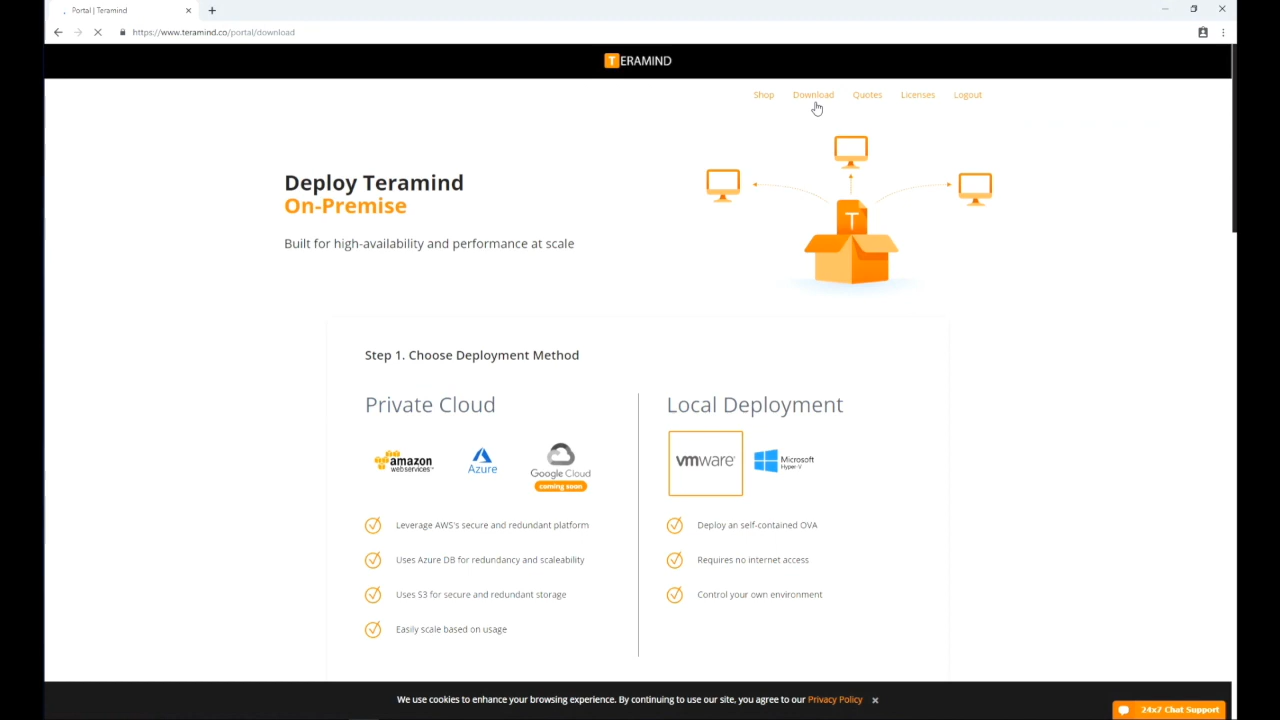 Portal | Teramind
https://www.teramind.co/portal/download
TERAMIND
Shop Download Quotes Licenses Logout
Deploy Teramind
On-Premise
Built for high-availability and performance at scale
T
Step 1. Choose Deployment Method
Private Cloud
amazon
webservices™
Azure
Google Cloud
coming soon
Leverage AWS's secure and redundant platform
Uses Azure DB for redundancy and scaleability
Uses S3 for secure and redundant storage
Easily scale based on usage
Local Deployment
vmware®
Microsoft
Hyper-V
Deploy an self-contained OVA
Requires no internet access
Control your own environment
We use cookies to enhance your browsing experience. By continuing to use our site, you agree to our Privacy Policy ×
24x7 Chat Support